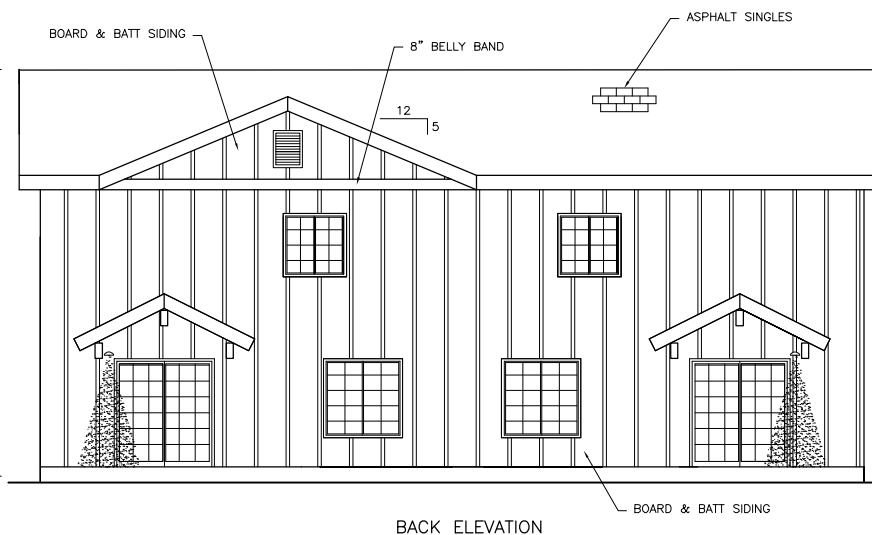 ASPHALT SINGLES
BOARD & BATT SIDING
8" BELLY BAND
12
5
BOARD & BATT SIDING
BACK ELEVATION